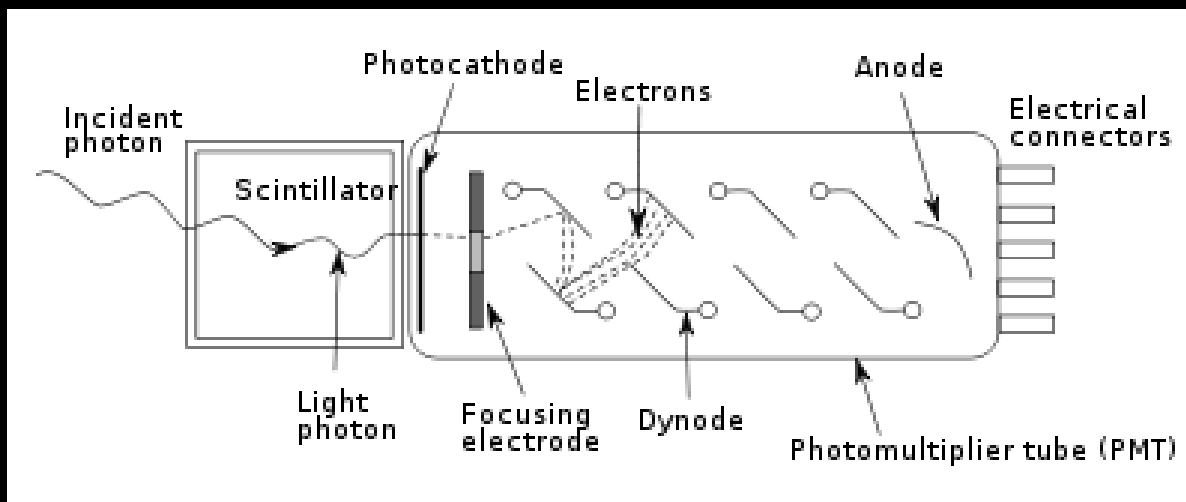 Photocathode
Anode
Electrons
Incident
photon
Electrical
connectors
Scintillator
Light
photon
Focusing
electrode
Dynode
Photomultiplier tube (PMT)